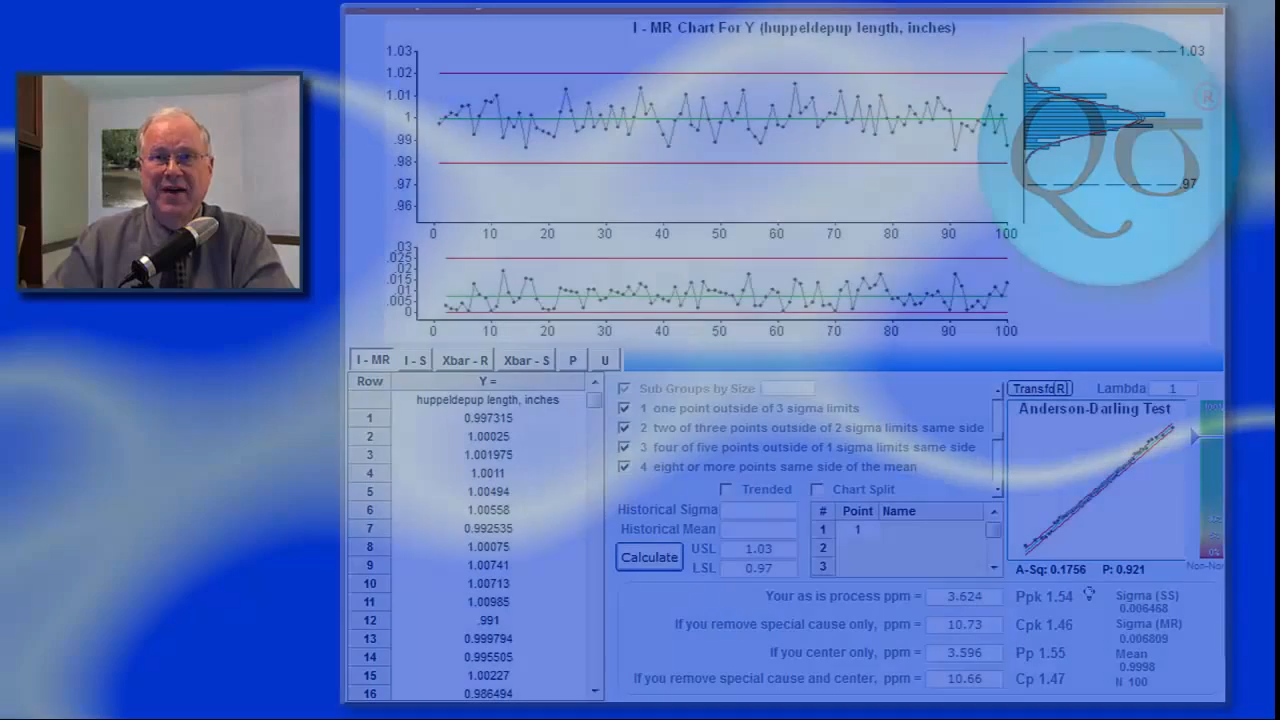 I - MR Chart For Y (huppeldepup length, inches)
1.03
1.02
1.01
1
.99
.98
.97
.96
1.03
.97
0 10 20 30 40 50 60 70 80 90 100
.03
.02
.015
.01
.005
0
0 10 20 30 40 50 60 70 80 90 100
Qσ
R
I - MR I - S Xbar - R Xbar - S P U
Row Y =
huppeldepup length, inches
1 0.997315
2 1.00025
3 1.001975
4 1.0011
5 1.00494
6 1.00558
7 0.992535
8 1.00075
9 1.00741
10 1.00713
11 1.00985
12 .991
13 0.999794
14 0.995505
15 1.00227
16 0.986494
Sub Groups by Size
1 one point outside of 3 sigma limits
2 two of three points outside of 2 sigma limits same side
3 four of five points outside of 1 sigma limits same side
4 eight or more points same side of the mean
Trended Chart Split
Historical Sigma
Historical Mean
Calculate
USL 1.03
LSL 0.97
# Point Name
1 1
2
3
Transfo[R] Lambda 1
Anderson-Darling Test
A-Sq: 0.1756 P: 0.921
Your as is process ppm = 3.624 Ppk 1.54
If you remove special cause only, ppm = 10.73 Cpk 1.46
If you center only, ppm = 3.596 Pp 1.55
If you remove special cause and center, ppm = 10.66 Cp 1.47
Sigma (SS)
0.006468
Sigma (MR)
0.006809
Mean
0.9998
N 100